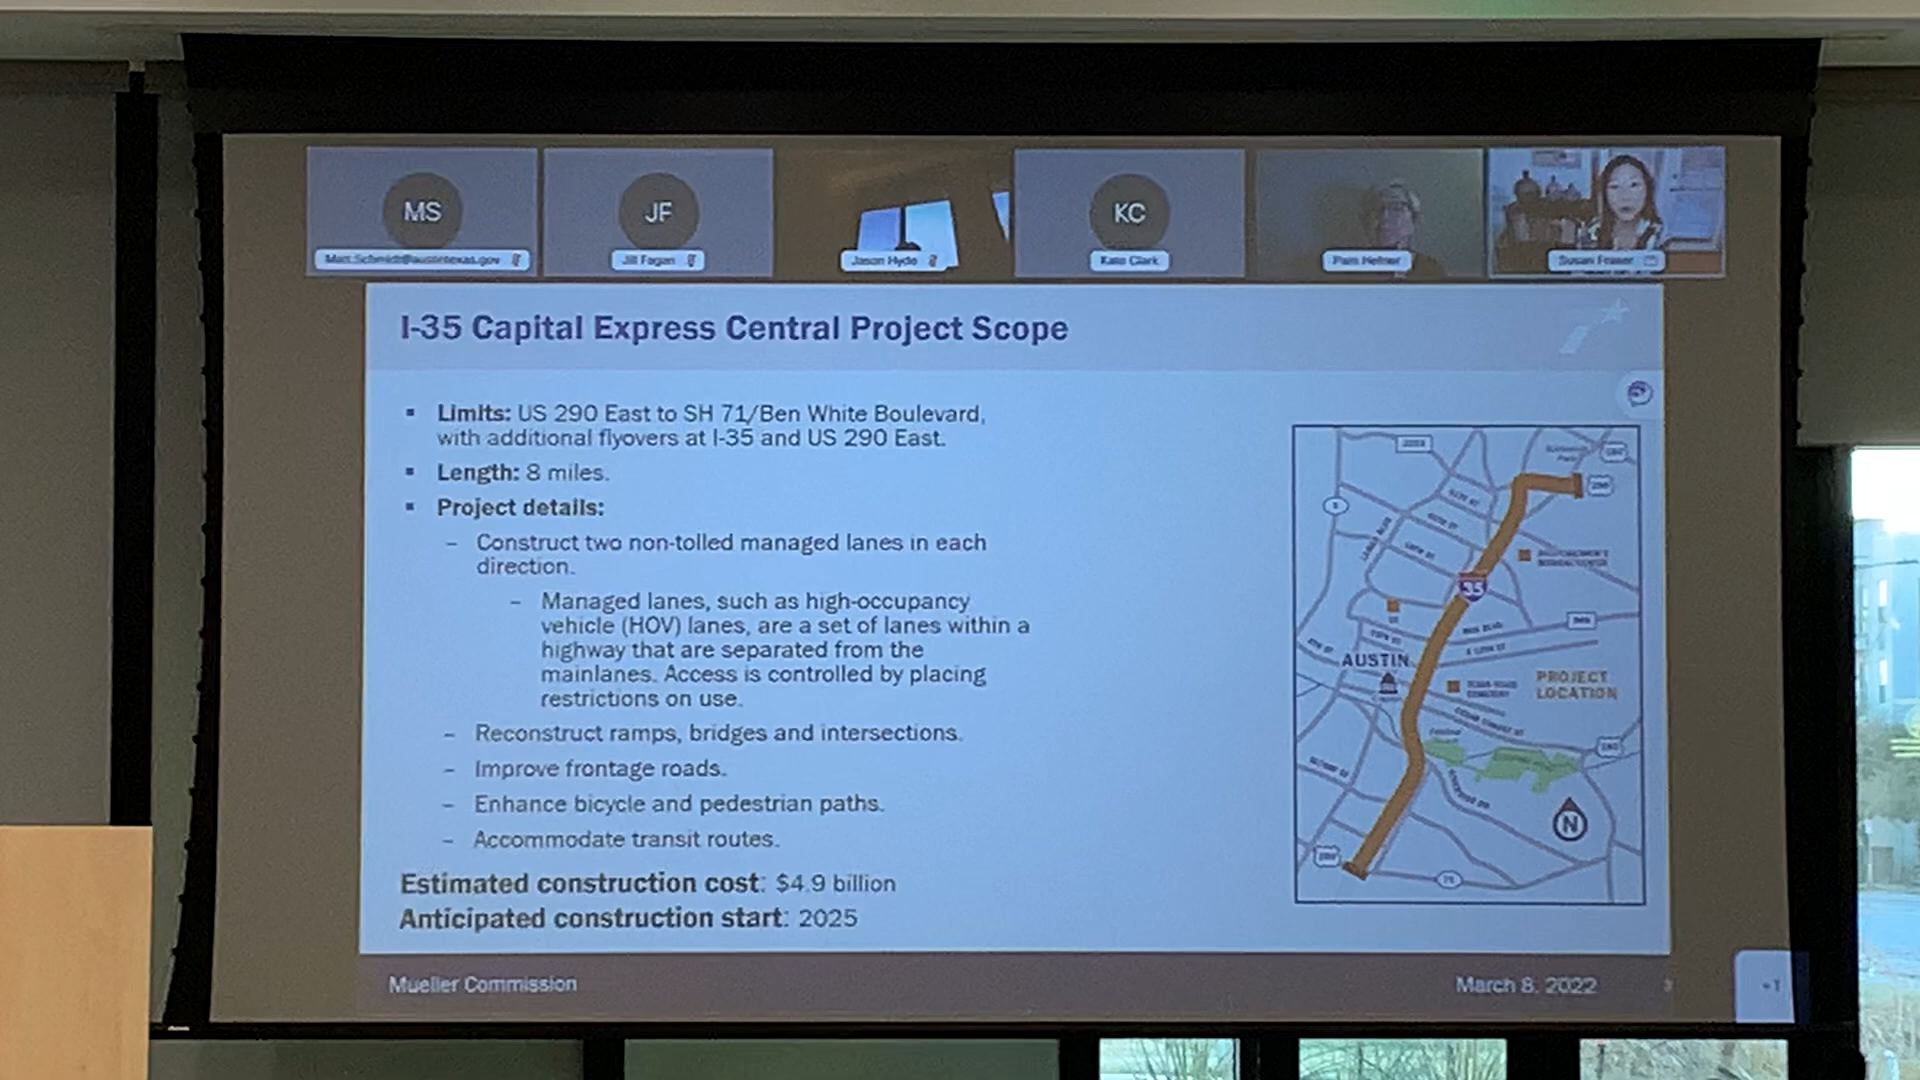 MS
JF
KC
Matt.Schmidt@austintexas.gov
Jill Fagan
Jason Hyde
Kate Clark
Pam Hefner
Susan Fraser
I-35 Capital Express Central Project Scope
▪ Limits: US 290 East to SH 71/Ben White Boulevard,
with additional flyovers at I-35 and US 290 East.
▪ Length: 8 miles.
▪ Project details:
– Construct two non-tolled managed lanes in each
direction.
– Managed lanes, such as high-occupancy
vehicle (HOV) lanes, are a set of lanes within a
highway that are separated from the
mainlanes. Access is controlled by placing
restrictions on use.
– Reconstruct ramps, bridges and intersections.
– Improve frontage roads.
– Enhance bicycle and pedestrian paths.
– Accommodate transit routes.
Estimated construction cost: $4.9 billion
Anticipated construction start: 2025
290
35
AUSTIN
PROJECT
LOCATION
N
71
Mueller Commission
March 8, 2022
3
+1